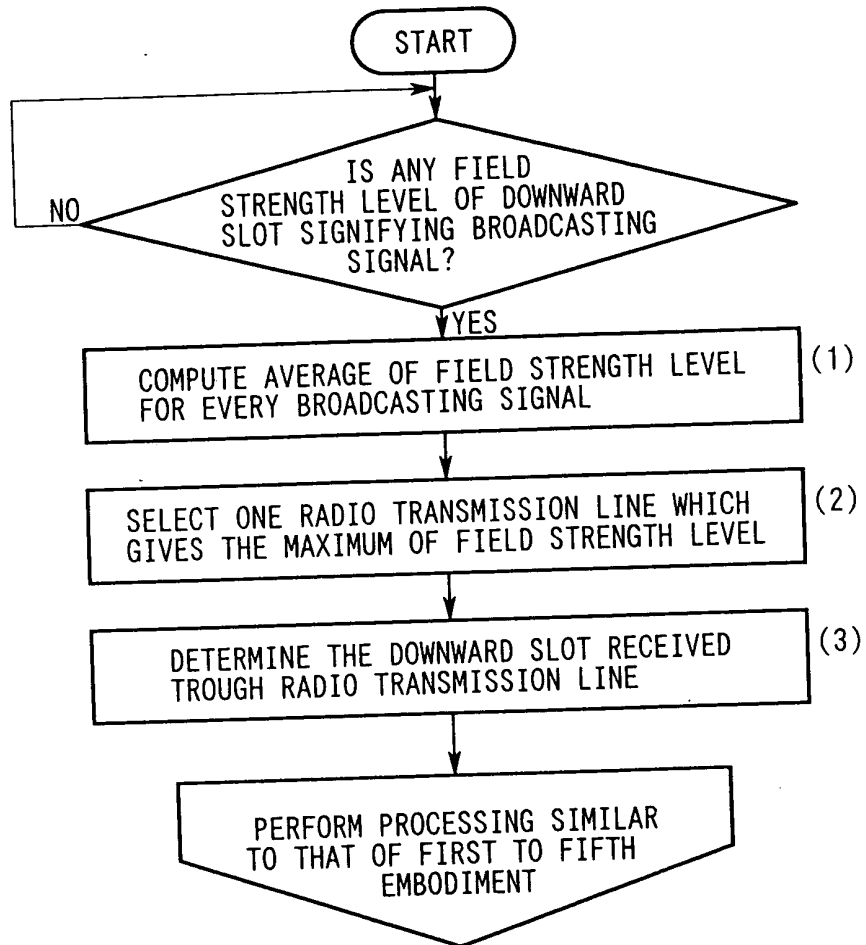 START
IS ANY FIELD
STRENGTH LEVEL OF DOWNWARD
SLOT SIGNIFYING BROADCASTING
SIGNAL?
NO
YES
COMPUTE AVERAGE OF FIELD STRENGTH LEVEL
FOR EVERY BROADCASTING SIGNAL
(1)
SELECT ONE RADIO TRANSMISSION LINE WHICH
GIVES THE MAXIMUM OF FIELD STRENGTH LEVEL
(2)
DETERMINE THE DOWNWARD SLOT RECEIVED
TROUGH RADIO TRANSMISSION LINE
(3)
PERFORM PROCESSING SIMILAR
TO THAT OF FIRST TO FIFTH
EMBODIMENT